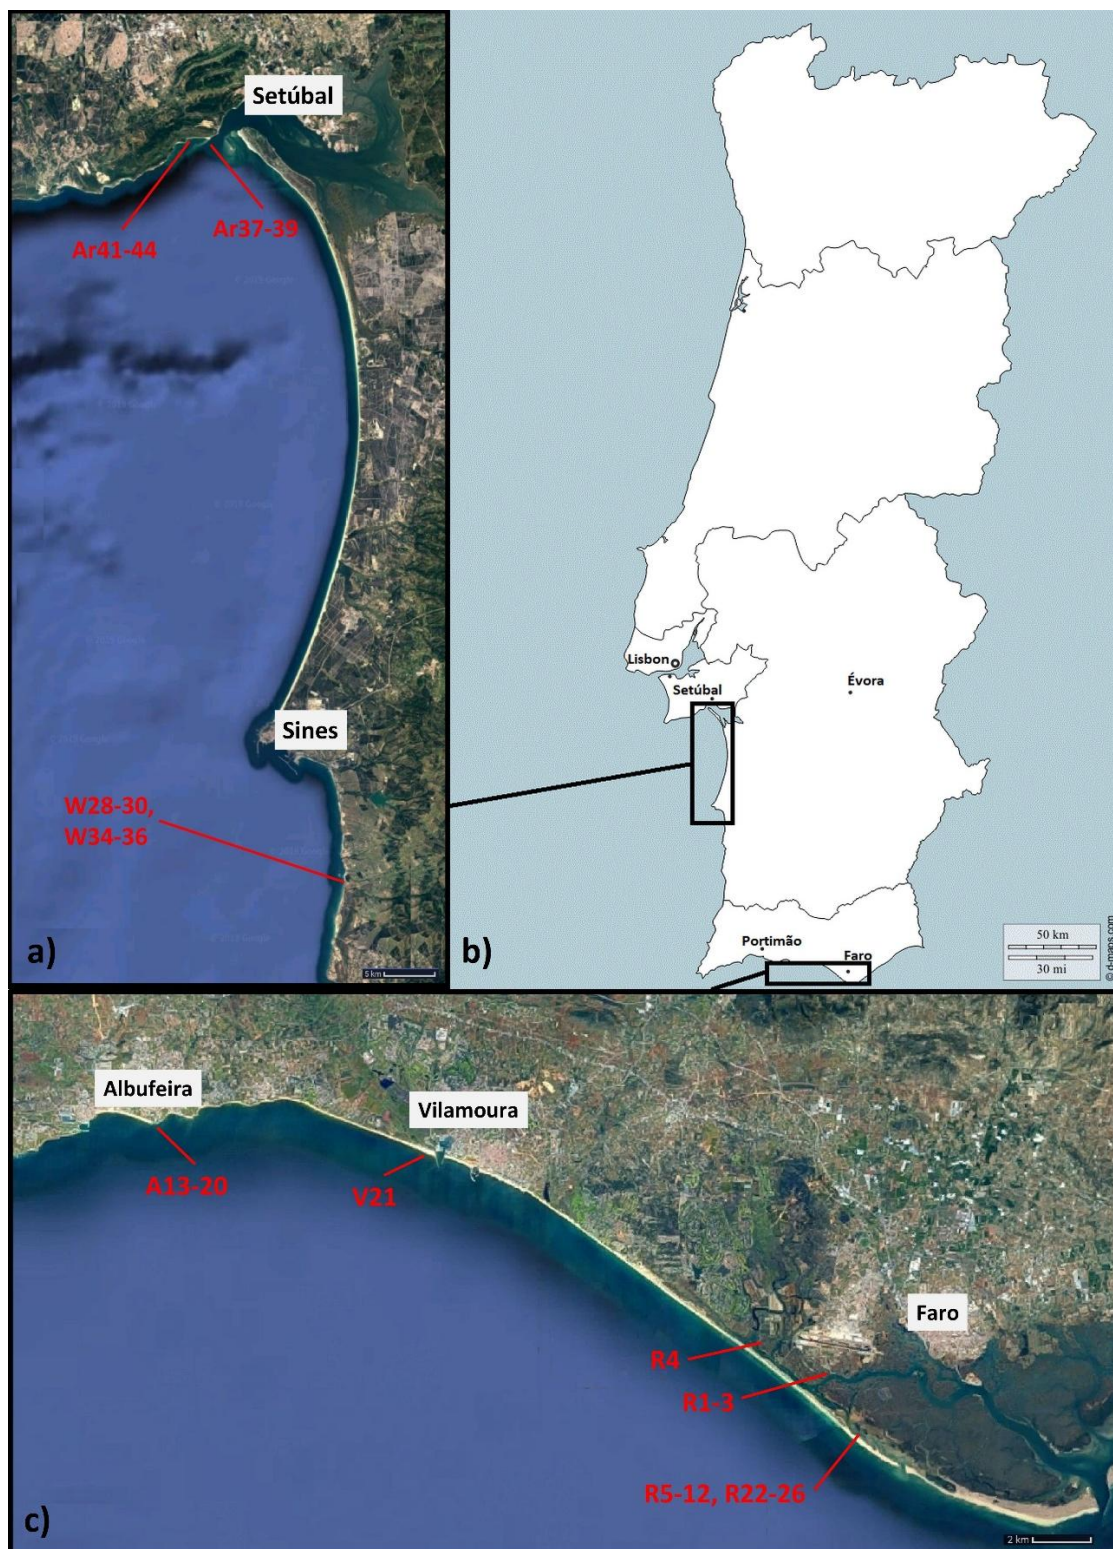 Setúbal
Ar37-39
Ar41-44
Sines
W28-30,
W34-36
a)
5 km
Lisbon
Setúbal
Évora
Portimão
Faro
50 km
30 mi
© d-maps.com
b)
Albufeira
Vilamoura
A13-20
V21
Faro
R4
R1-3
R5-12, R22-26
c)
2 km